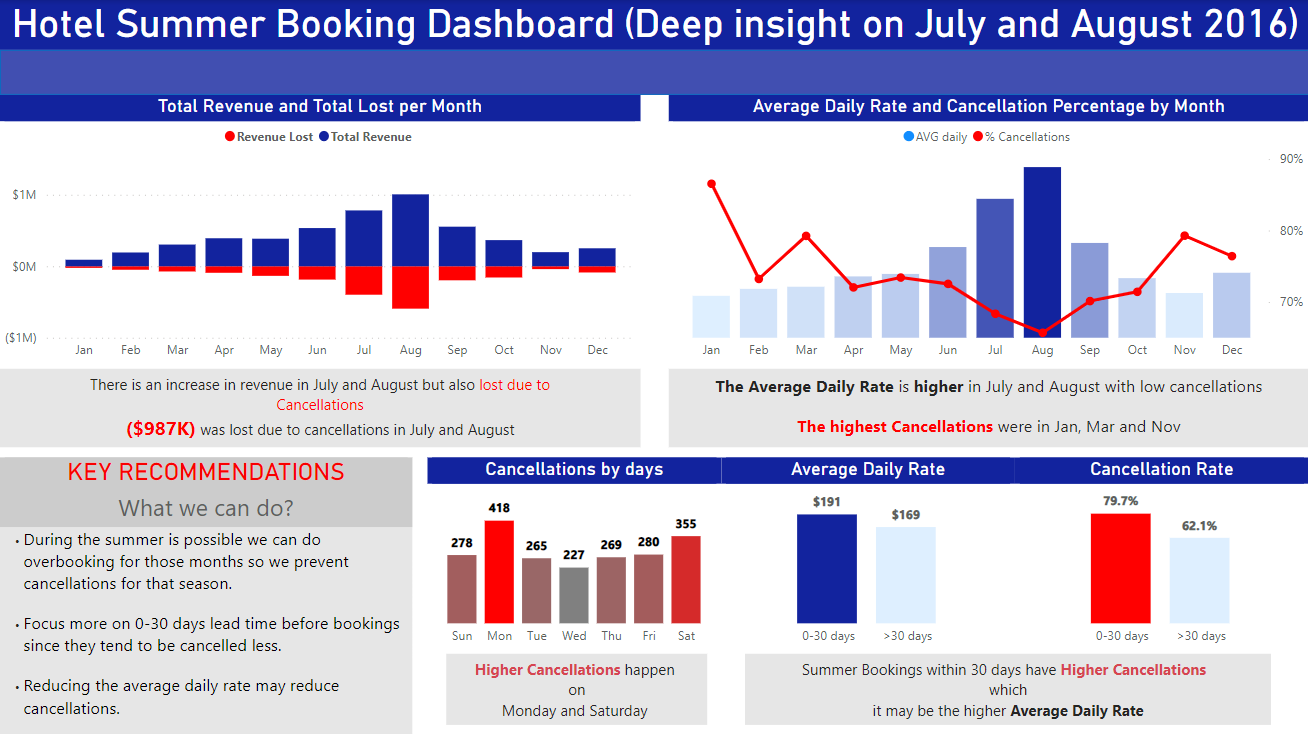 Hotel Summer Booking Dashboard (Deep insight on July and August 2016)
Total Revenue and Total Lost per Month
Revenue Lost Total Revenue
$1M
$0M
($1M)
Jan Feb Mar Apr May Jun Jul Aug Sep Oct Nov Dec
There is an increase in revenue in July and August but also lost due to
Cancellations
($987K) was lost due to cancellations in July and August
Average Daily Rate and Cancellation Percentage by Month
AVG daily % Cancellations
90%
80%
70%
Jan Feb Mar Apr May Jun Jul Aug Sep Oct Nov Dec
The Average Daily Rate is higher in July and August with low cancellations
The highest Cancellations were in Jan, Mar and Nov
KEY RECOMMENDATIONS
What we can do?
• During the summer is possible we can do
overbooking for those months so we prevent
cancellations for that season.
• Focus more on 0-30 days lead time before bookings
since they tend to be cancelled less.
• Reducing the average daily rate may reduce
cancellations.
Cancellations by days
278 418 265 227 269 280 355
Sun Mon Tue Wed Thu Fri Sat
Higher Cancellations happen
on
Monday and Saturday
Average Daily Rate
$191 $169
0-30 days >30 days
Cancellation Rate
79.7% 62.1%
0-30 days >30 days
Summer Bookings within 30 days have Higher Cancellations
which
it may be the higher Average Daily Rate